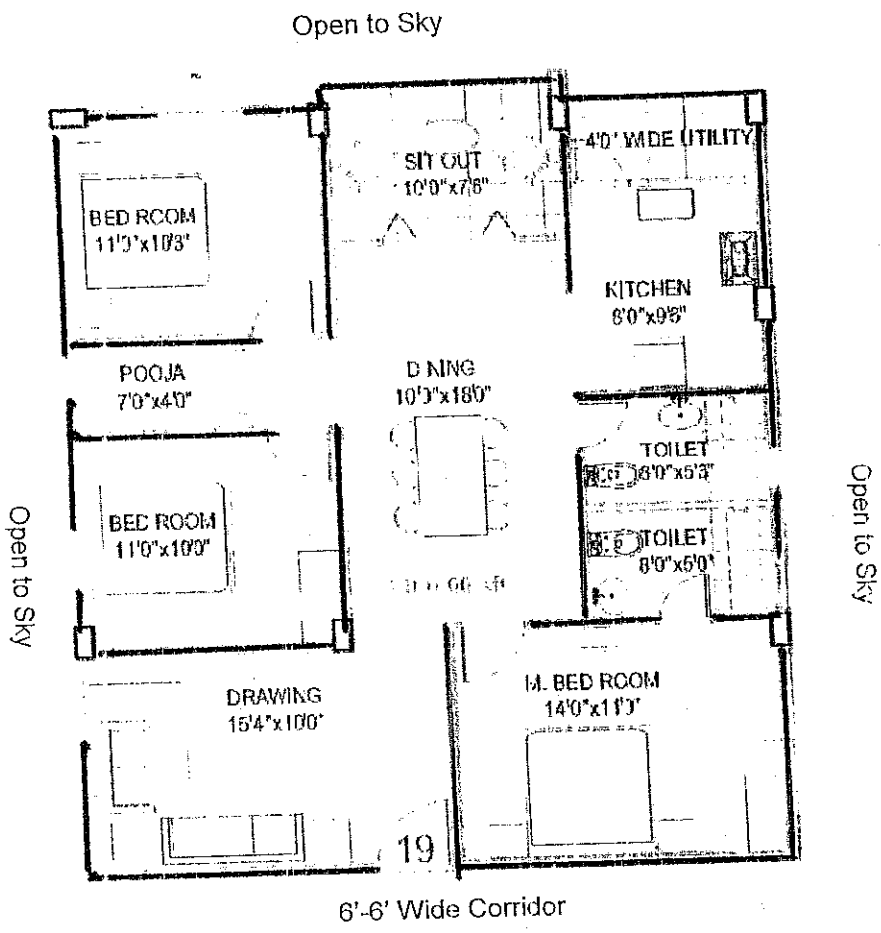 Open to Sky
SIT OUT
10'0"x7'6"
4'0" WIDE UTILITY
BED ROOM
11'0"x10'3"
KITCHEN
8'0"x9'6"
POOJA
7'0"x4'0"
DINING
10'0"x18'0"
TOILET
8'0"x5'3"
BED ROOM
11'0"x10'0"
TOILET
8'0"x5'0"
Open to Sky
Open to Sky
DRAWING
15'4"x10'0"
M. BED ROOM
14'0"x11'0"
19
6'-6' Wide Corridor